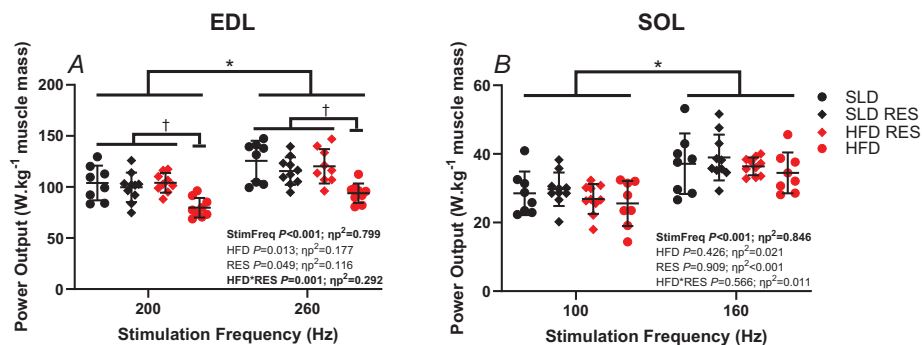 EDL
SOL
A
B
*
*
†
†
Power Output (W.kg-1 muscle mass)
200
150
100
50
0
200
260
Stimulation Frequency (Hz)
StimFreq P<0.001; ηp2=0.799
HFD P=0.013; ηp2=0.177
RES P=0.049; ηp2=0.116
HFD*RES P=0.001; ηp2=0.292
Power Output (W.kg-1 muscle mass)
60
40
20
0
100
160
Stimulation Frequency (Hz)
StimFreq P<0.001; ηp2=0.846
HFD P=0.426; ηp2=0.021
RES P=0.909; ηp2<0.001
HFD*RES P=0.566; ηp2=0.011
SLD
SLD RES
HFD RES
HFD